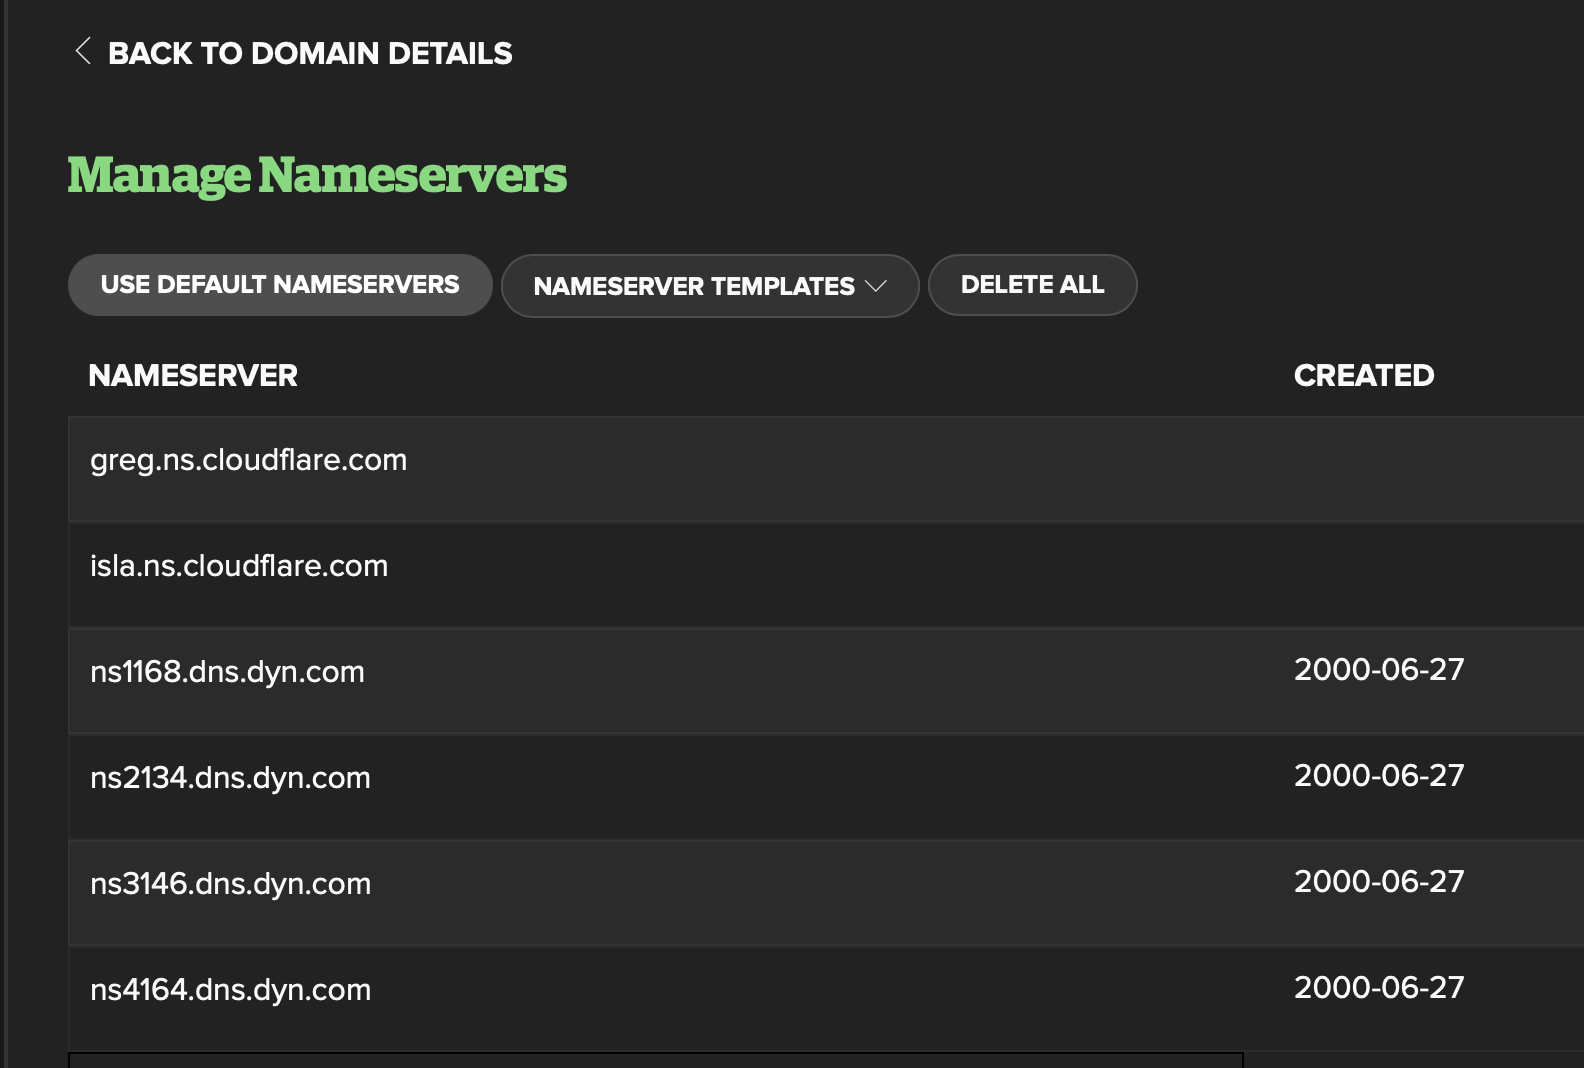 BACK TO DOMAIN DETAILS
Manage Nameservers
USE DEFAULT NAMESERVERS NAMESERVER TEMPLATES DELETE ALL
NAMESERVER CREATED
greg.ns.cloudflare.com
isla.ns.cloudflare.com
ns1168.dns.dyn.com 2000-06-27
ns2134.dns.dyn.com 2000-06-27
ns3146.dns.dyn.com 2000-06-27
ns4164.dns.dyn.com 2000-06-27